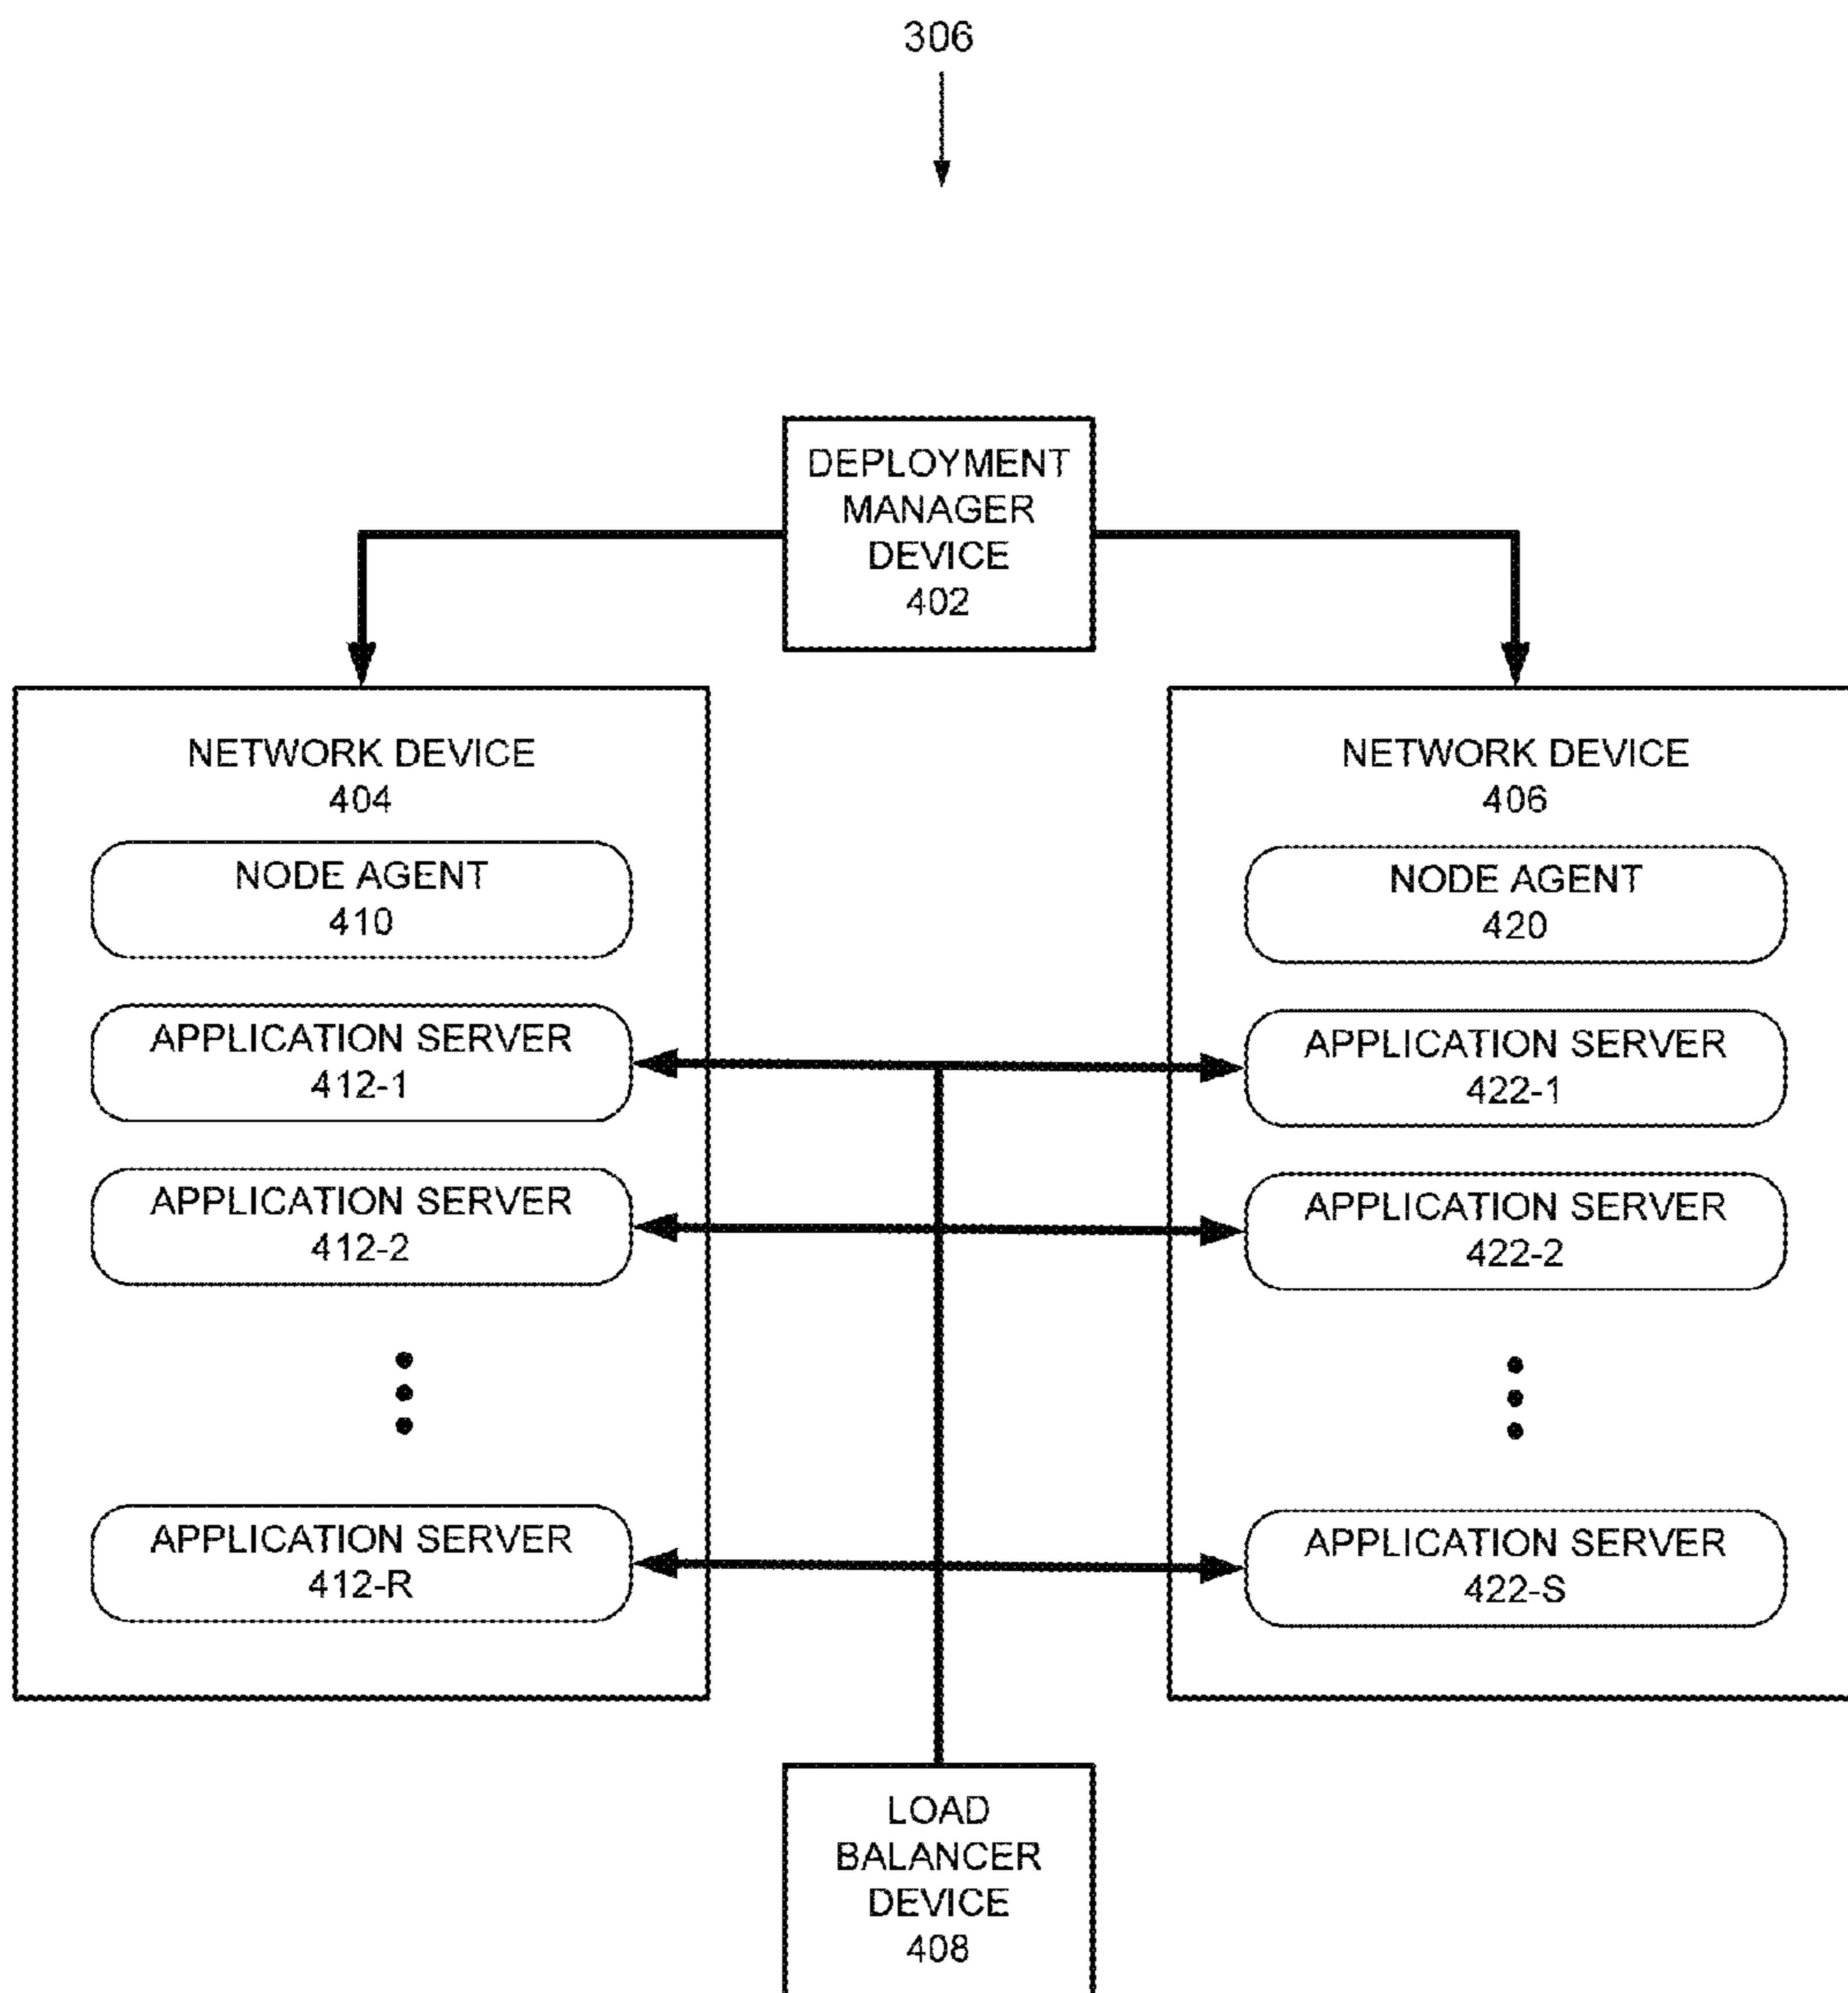 306
DEPLOYMENT
MANAGER
DEVICE
402
NETWORK DEVICE
404
NODE AGENT
410
APPLICATION SERVER
412-1
APPLICATION SERVER
412-2
APPLICATION SERVER
412-R
NETWORK DEVICE
406
NODE AGENT
420
APPLICATION SERVER
422-1
APPLICATION SERVER
422-2
APPLICATION SERVER
422-S
LOAD
BALANCER
DEVICE
408